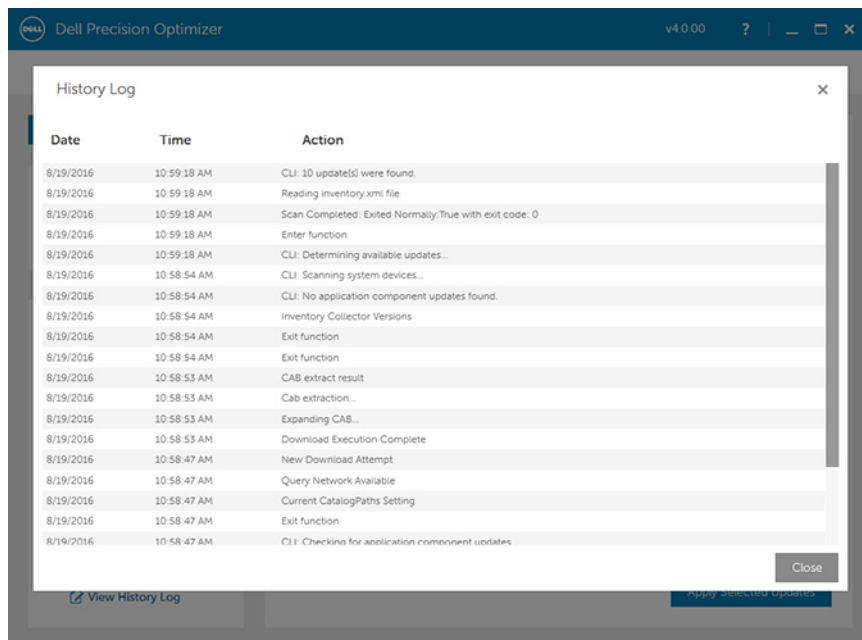 DELL Dell Precision Optimizer v4.0.00 ?
History Log
Date Time Action
8/19/2016 10:59:18 AM CLI: 10 update(s) were found.
8/19/2016 10:59:18 AM Reading inventory.xml file
8/19/2016 10:59:18 AM Scan Completed: Exited Normally:True with exit code: 0
8/19/2016 10:59:18 AM Enter function
8/19/2016 10:59:18 AM CLI: Determining available updates...
8/19/2016 10:58:54 AM CLI: Scanning system devices...
8/19/2016 10:58:54 AM CLI: No application component updates found.
8/19/2016 10:58:54 AM Inventory Collector Versions
8/19/2016 10:58:54 AM Exit function
8/19/2016 10:58:54 AM Exit function
8/19/2016 10:58:53 AM CAB extract result
8/19/2016 10:58:53 AM Cab extraction...
8/19/2016 10:58:53 AM Expanding CAB...
8/19/2016 10:58:53 AM Download Execution Complete
8/19/2016 10:58:47 AM New Download Attempt
8/19/2016 10:58:47 AM Query Network Available
8/19/2016 10:58:47 AM Current CatalogPaths Setting
8/19/2016 10:58:47 AM Exit function
8/19/2016 10:58:47 AM CLI: Checking for application component updates...
Close
View History Log
Apply Selected Updates